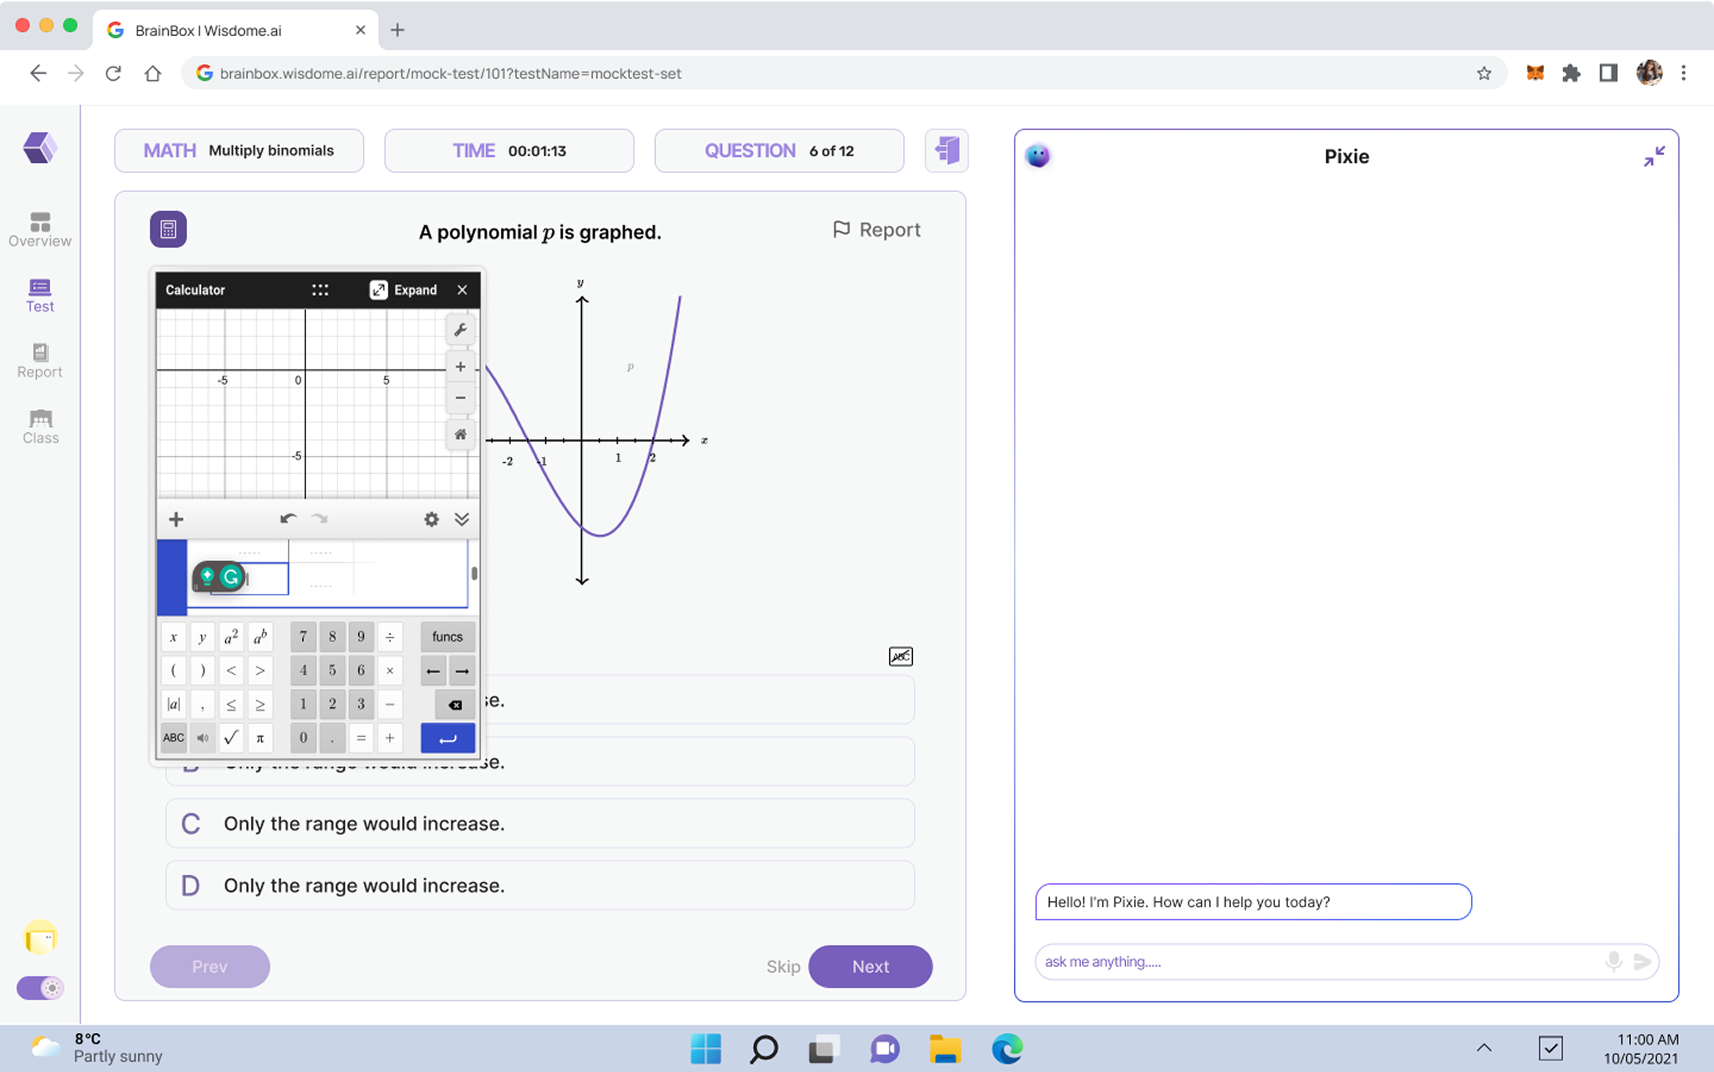 BrainBox | Wisdome.ai
brainbox.wisdome.ai/report/mock-test/101?testName=mocktest-set
MATH Multiply binomials
TIME 00:01:13
QUESTION 6 of 12
Pixie
Overview
Test
Report
Class
A polynomial p is graphed.
Report
Calculator
Expand
-5 0 5
-5
y
p
x
-2 -1 1 2
x y a² aᵇ 7 8 9 ÷ funcs
( ) < > 4 5 6 × ← →
|a| , ≤ ≥ 1 2 3 −
ABC √ π 0 . = +
ABC
se.
Only the range would increase.
C Only the range would increase.
D Only the range would increase.
Prev
Skip
Next
Hello! I'm Pixie. How can I help you today?
ask me anything.....
8°C
Partly sunny
11:00 AM
10/05/2021